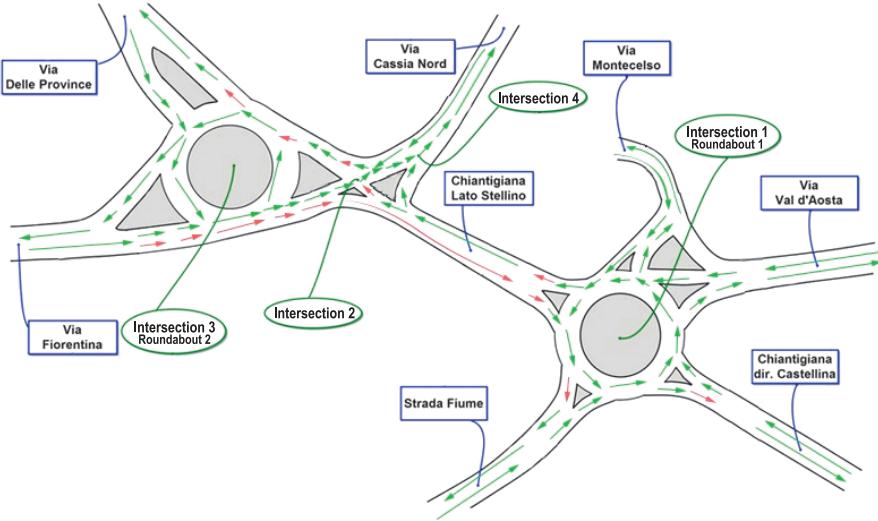 Via
Delle Province
Via
Cassia Nord
Via
Montecelso
Intersection 4
Intersection 1
Roundabout 1
Chiantigiana
Lato Stellino
Via
Val d'Aosta
Intersection 2
Intersection 3
Roundabout 2
Via
Fiorentina
Chiantigiana
dir. Castellina
Strada Fiume